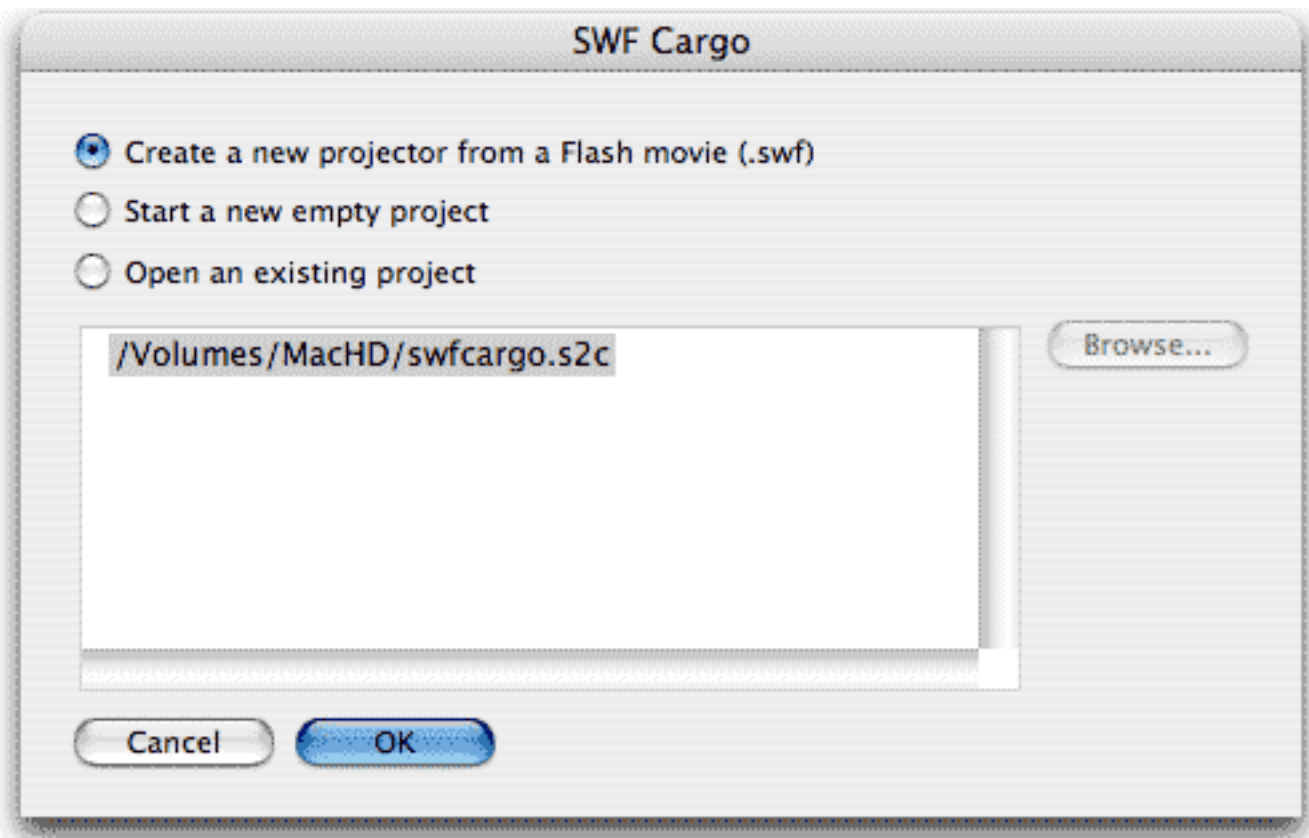 SWF Cargo
Create a new projector from a Flash movie (.swf)
Start a new empty project
Open an existing project
/Volumes/MacHD/swfcargo.s2c
Browse...
Cancel
OK